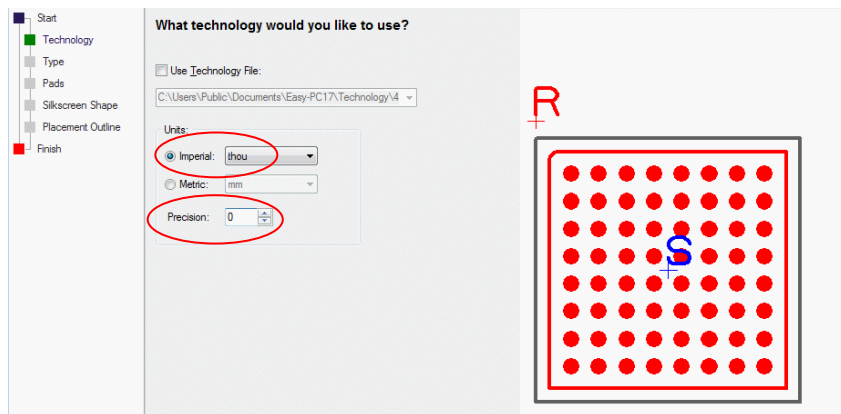 Start
Technology
Type
Pads
Silkscreen Shape
Placement Outline
Finish
What technology would you like to use?
Use Technology File:
C:\Users\Public\Documents\Easy-PC17\Technology\4
Units:
Imperial: thou
Metric: mm
Precision: 0
R
S